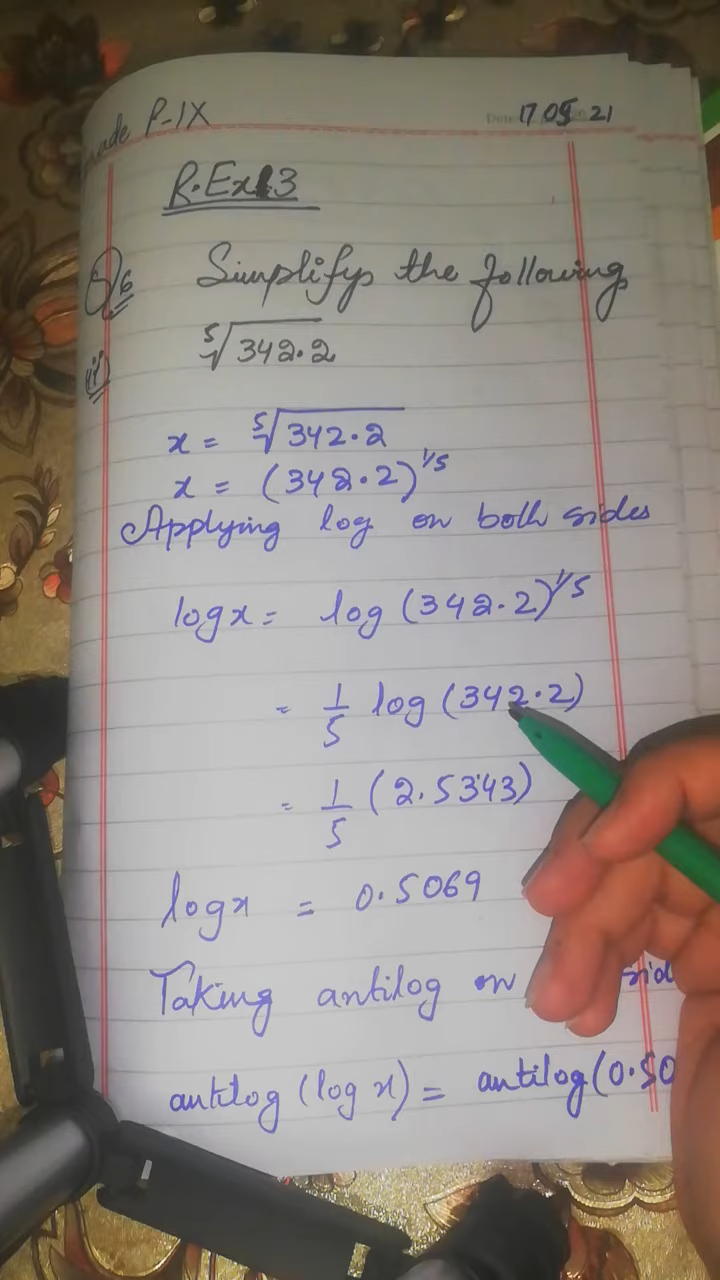 P-IX
17 05 21
R.Ex 3
Q6 Simplify the following
ii) ⁵√342.2
x = ⁵√342.2
x = (342.2)^1/5
Applying log on both sides
log x = log (342.2)^1/5
= 1/5 log (342.2)
= 1/5 (2.5343)
log x = 0.5069
Taking antilog on
antilog (log x) = antilog (0.50